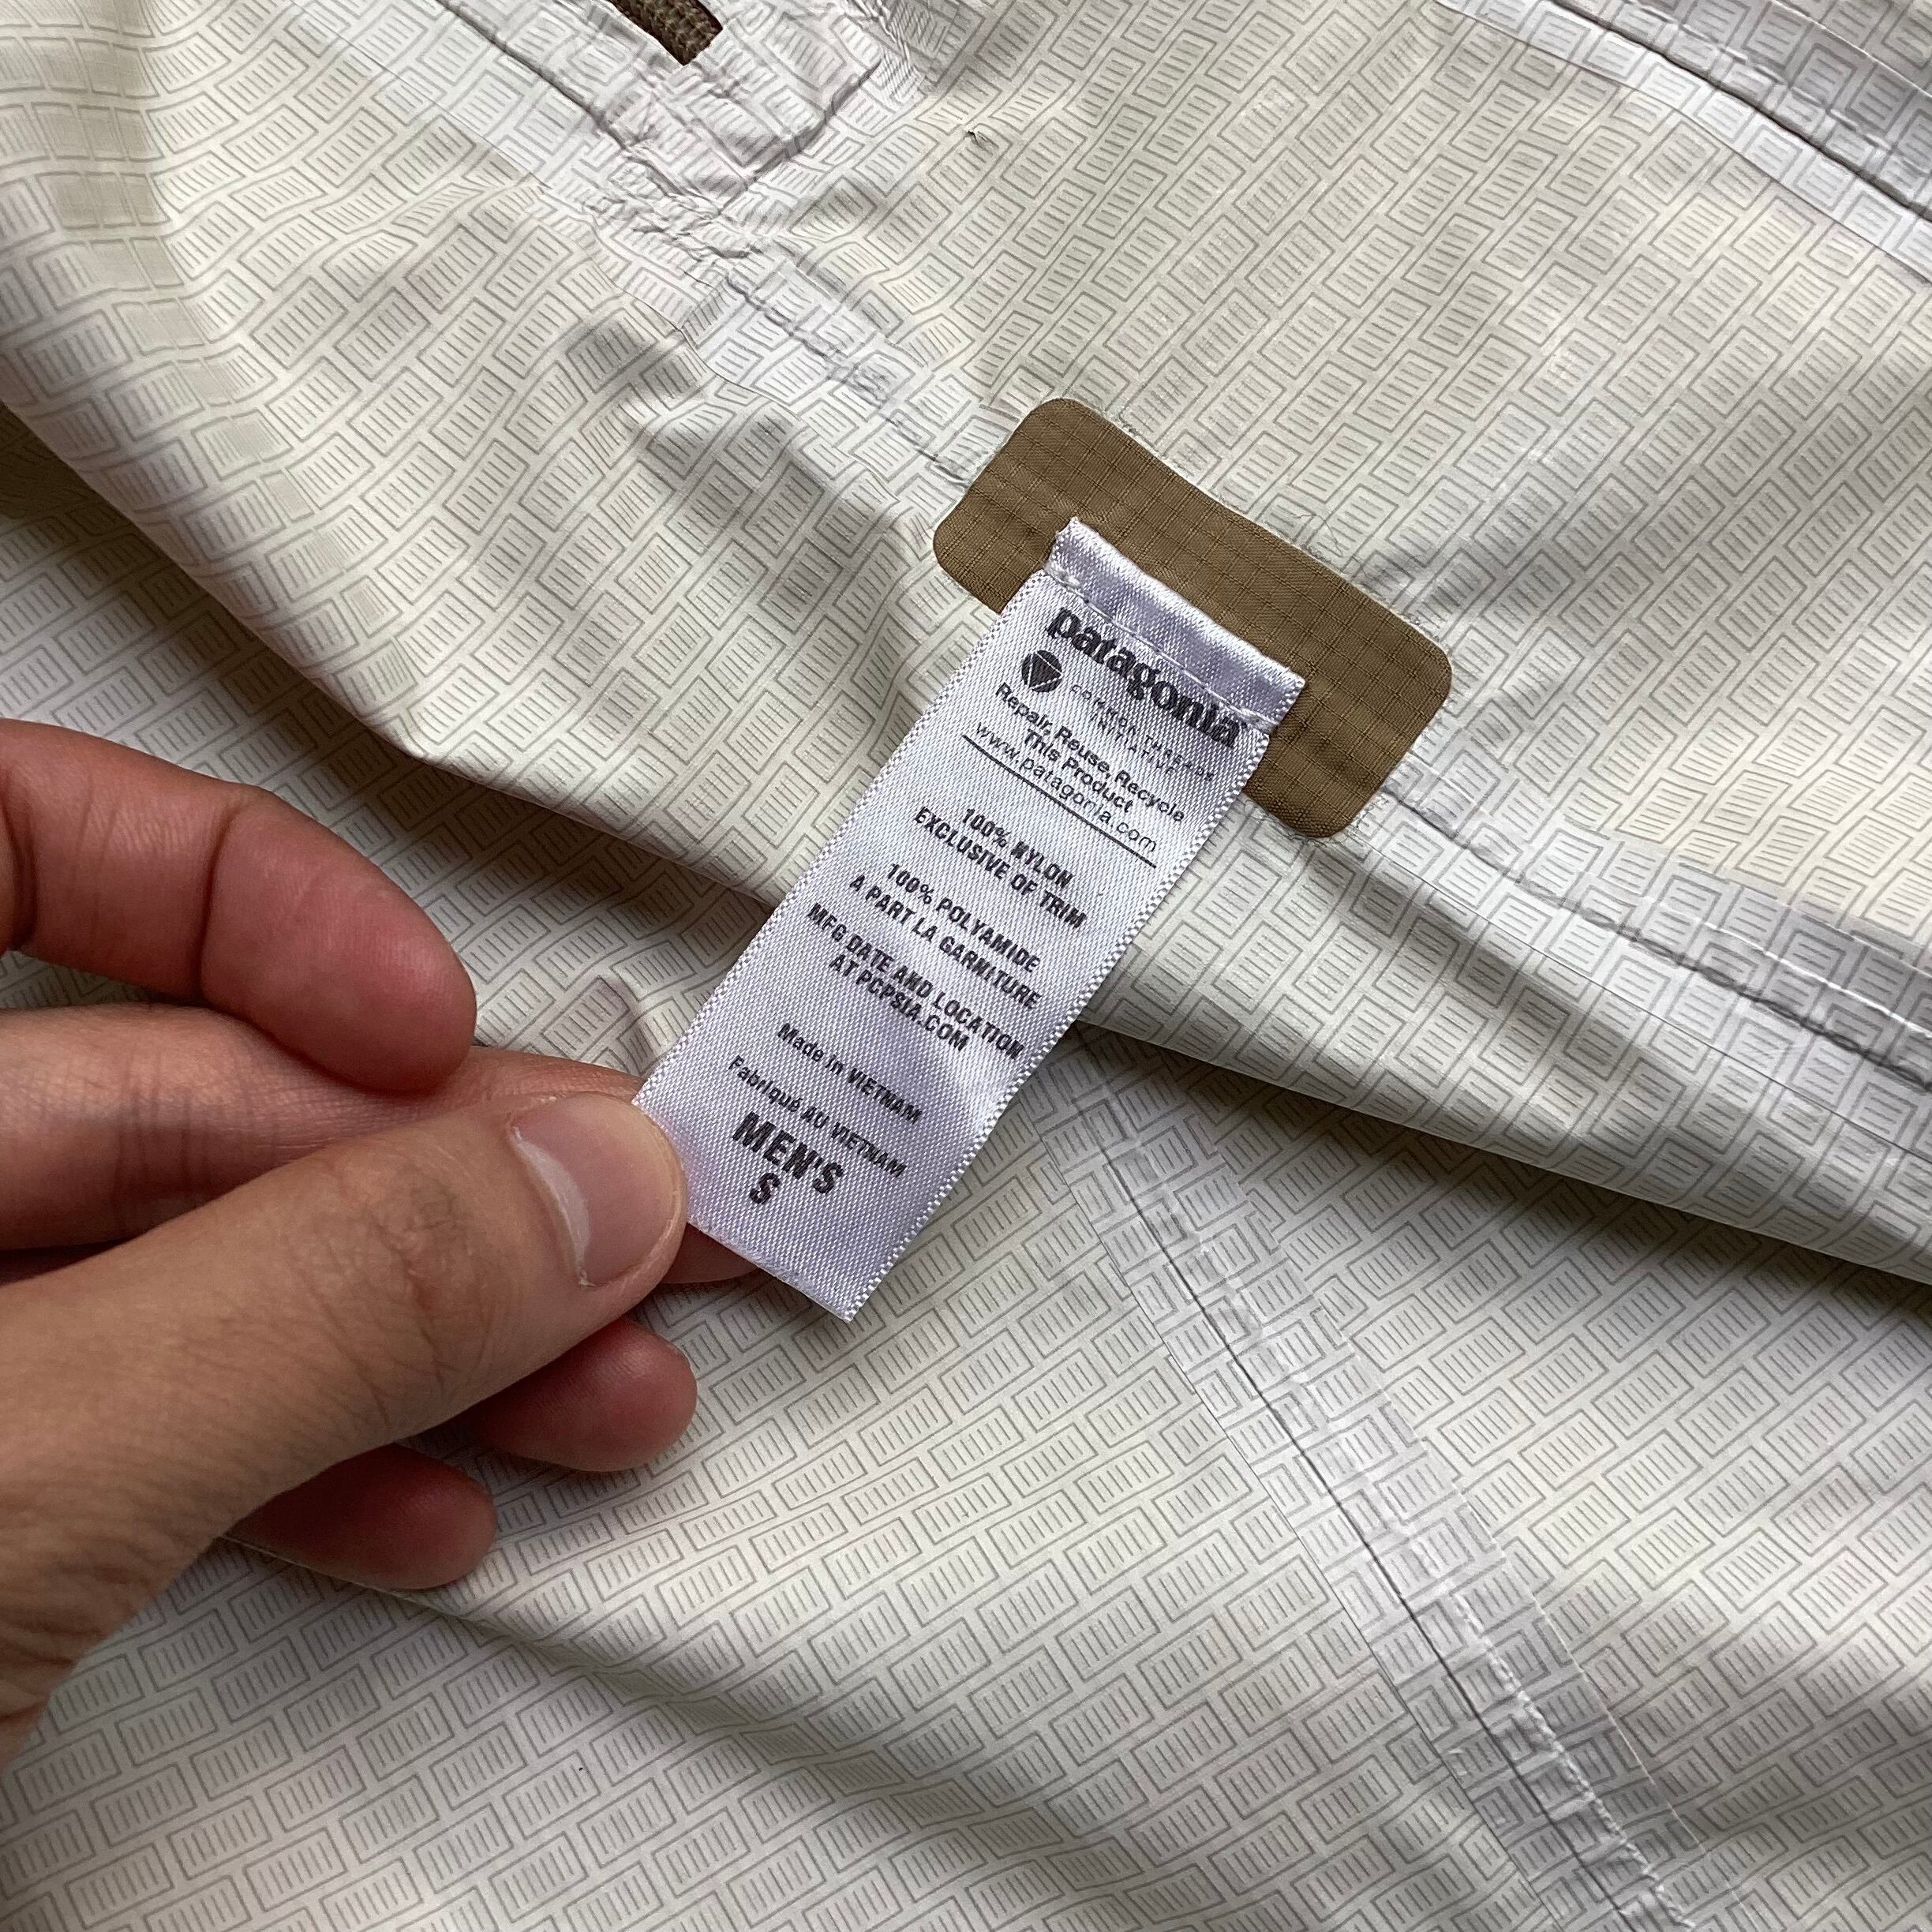 patagonia
COMMON THREADS
INITIATIVE
Repair, Reuse, Recycle
This Product
www.patagonia.com
100% NYLON
EXCLUSIVE OF TRIM
100% POLYAMIDE
A PART LA GARNITURE
MFG DATE AND LOCATION
AT PCPSIA.COM
Made in VIETNAM
Fabriqué AU VIETNAM
MEN'S
S